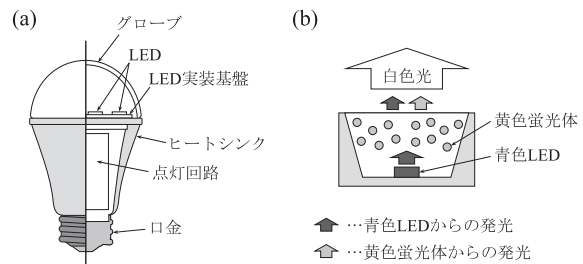 (a)
グローブ
LED
LED実装基盤
ヒートシンク
点灯回路
口金
(b)
白色光
黄色蛍光体
青色LED
…青色LEDからの発光
…黄色蛍光体からの発光